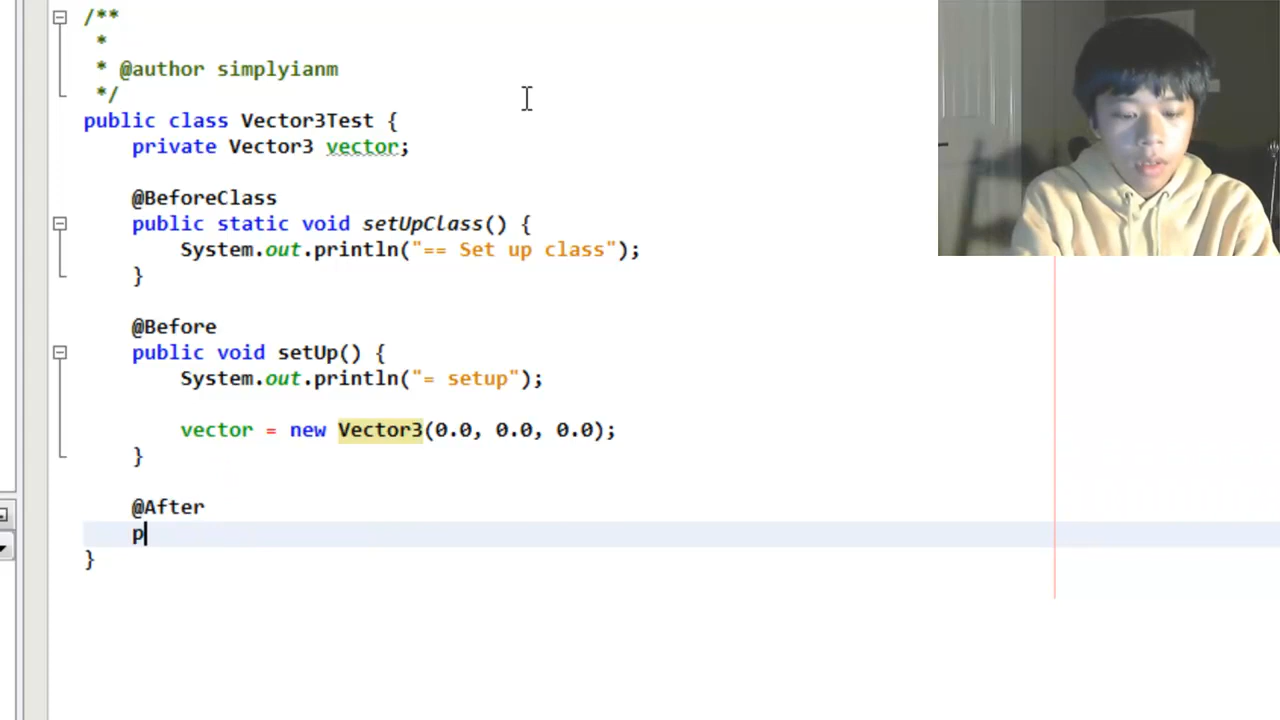 /**
 *
 * @author simplyianm
 */
public class Vector3Test {
    private Vector3 vector;

    @BeforeClass
    public static void setUpClass() {
        System.out.println("== Set up class");
    }

    @Before
    public void setUp() {
        System.out.println("= setup");

        vector = new Vector3(0.0, 0.0, 0.0);
    }

    @After
    p
}